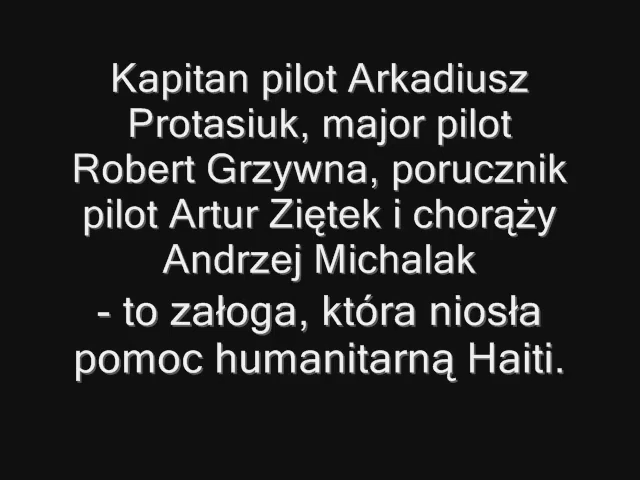 Kapitan pilot Arkadiusz
Protasiuk, major pilot
Robert Grzywna, porucznik
pilot Artur Ziętek i chorąży
Andrzej Michalak
- to załoga, która niosła
pomoc humanitarną Haiti.